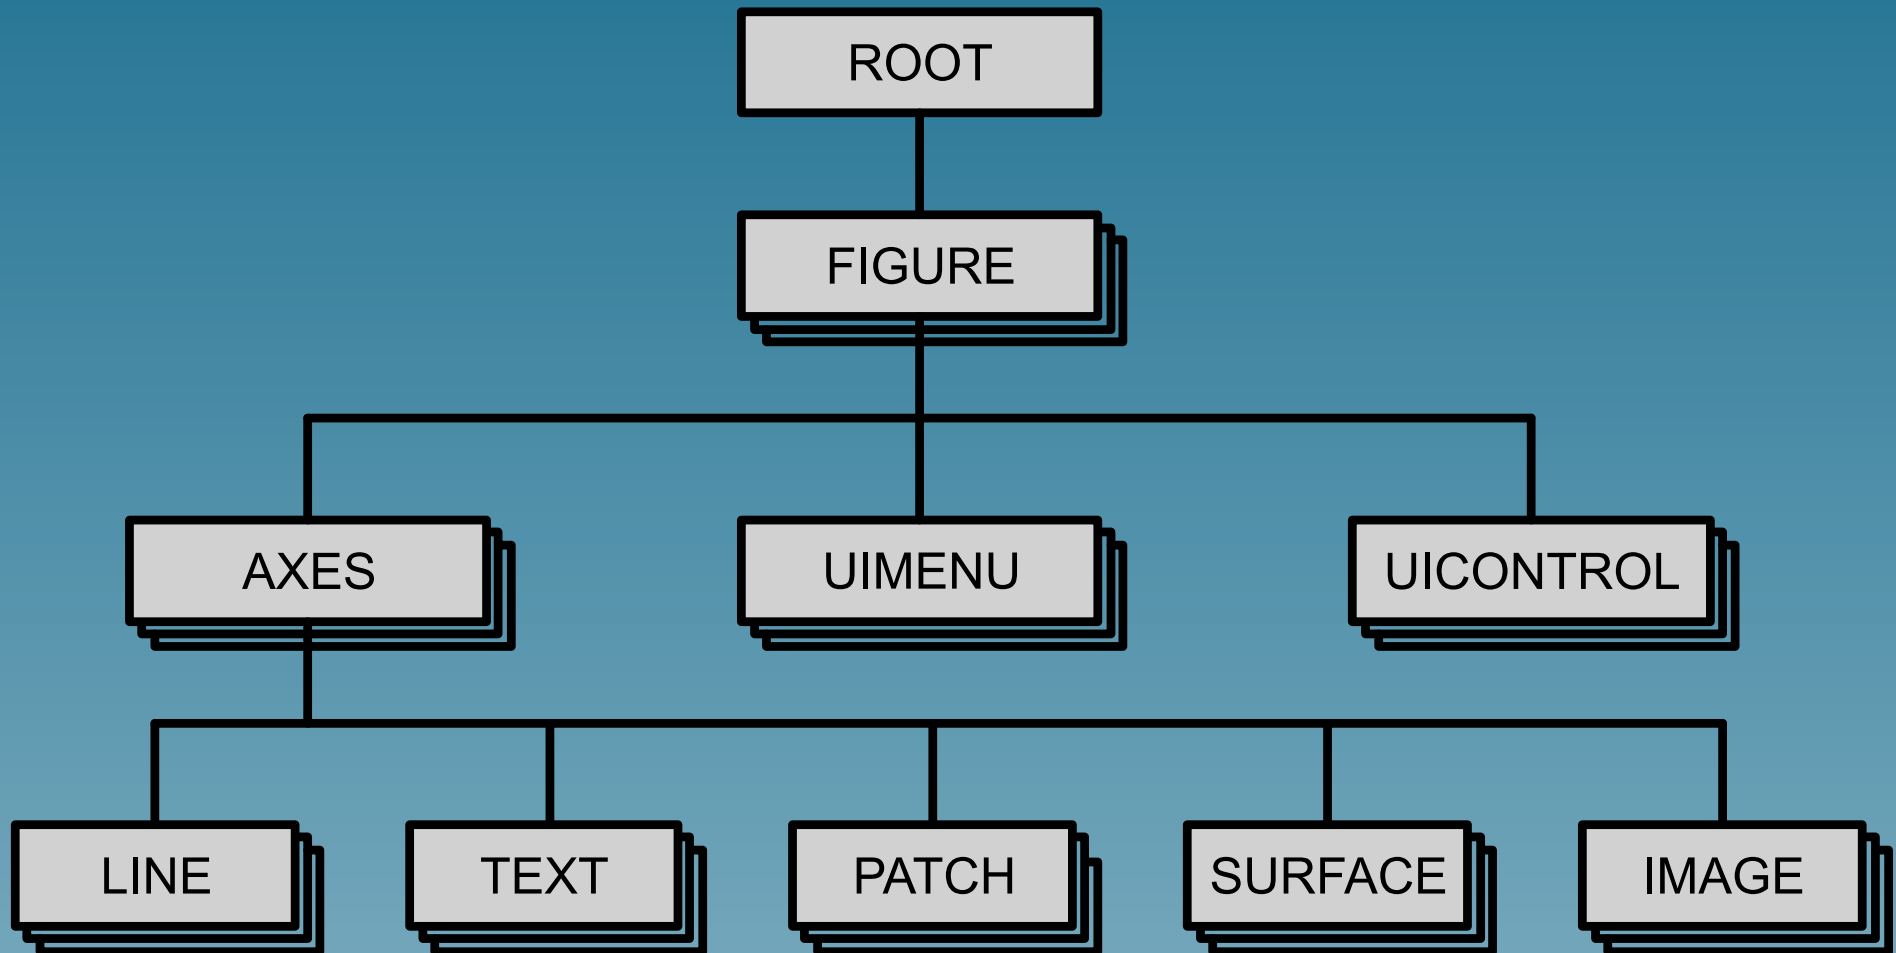 ROOT
FIGURE
AXES
UIMENU
UICONTROL
LINE
TEXT
PATCH
SURFACE
IMAGE